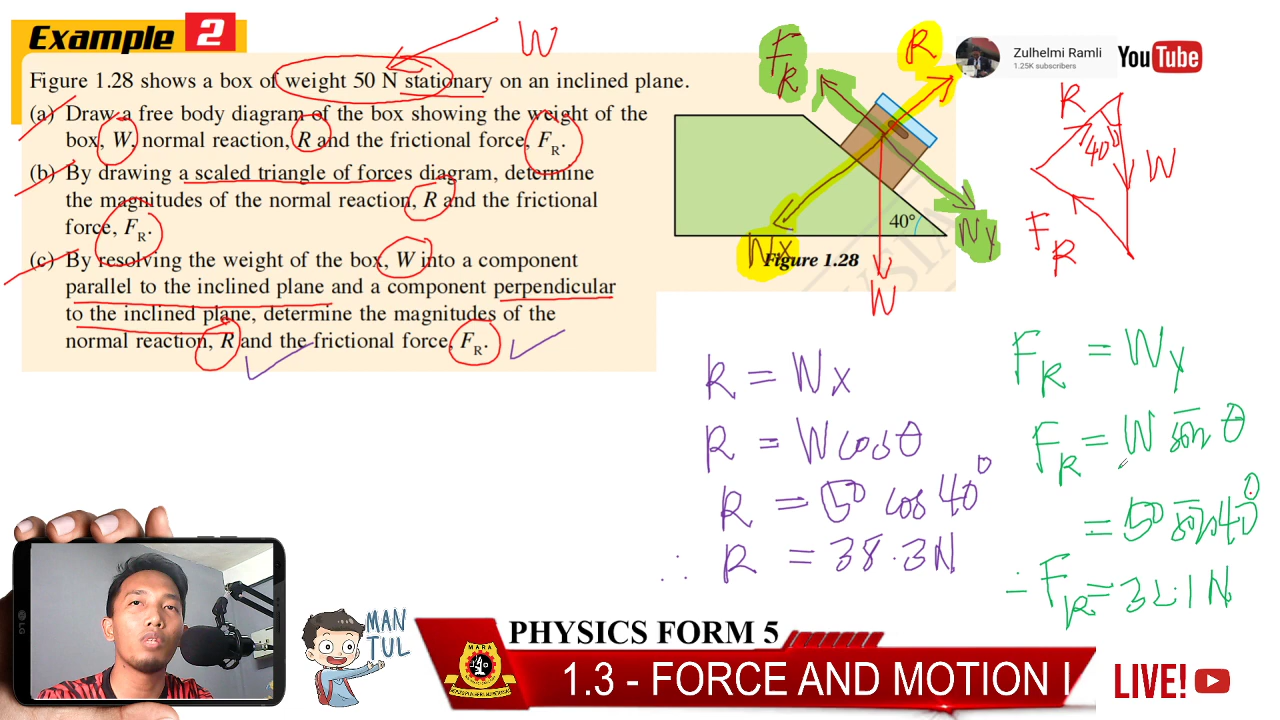 Example 2
W
Zulhelmi Ramli
1.25K subscribers
YouTube
Figure 1.28 shows a box of weight 50 N stationary on an inclined plane.
(a) Draw a free body diagram of the box showing the weight of the
box, W, normal reaction, R and the frictional force, FR.
(b) By drawing a scaled triangle of forces diagram, determine
the magnitudes of the normal reaction, R and the frictional
force, FR.
(c) By resolving the weight of the box, W into a component
parallel to the inclined plane and a component perpendicular
to the inclined plane, determine the magnitudes of the
normal reaction, R and the frictional force, FR.
FR
R
40°
Wx
Wy
Figure 1.28
W
R
40°
W
FR
R = Wx
R = W cos θ
R = 50 cos 40°
∴ R = 38.3 N
FR = Wy
FR = W sin θ
= 50 sin 40°
∴ FR = 32.1 N
LG
MAN
TUL
MARA
PHYSICS FORM 5
1.3 - FORCE AND MOTION I
LIVE!